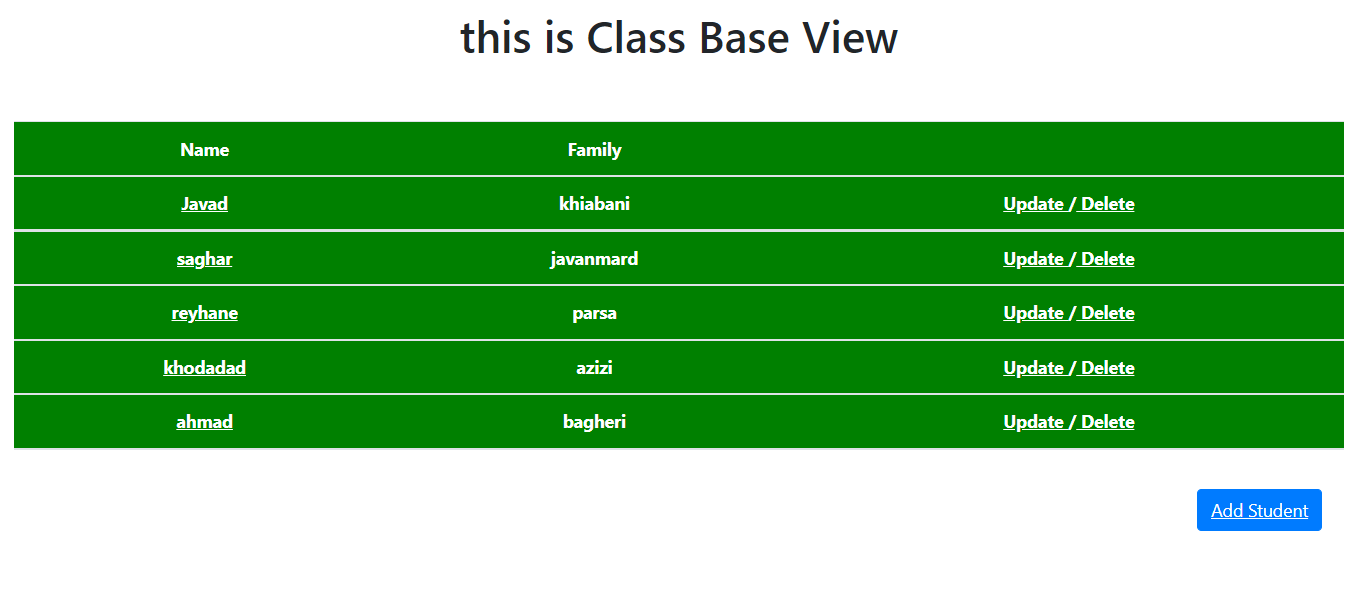 this is Class Base View
Name Family
Javad khiabani Update / Delete
saghar javanmard Update / Delete
reyhane parsa Update / Delete
khodadad azizi Update / Delete
ahmad bagheri Update / Delete
Add Student